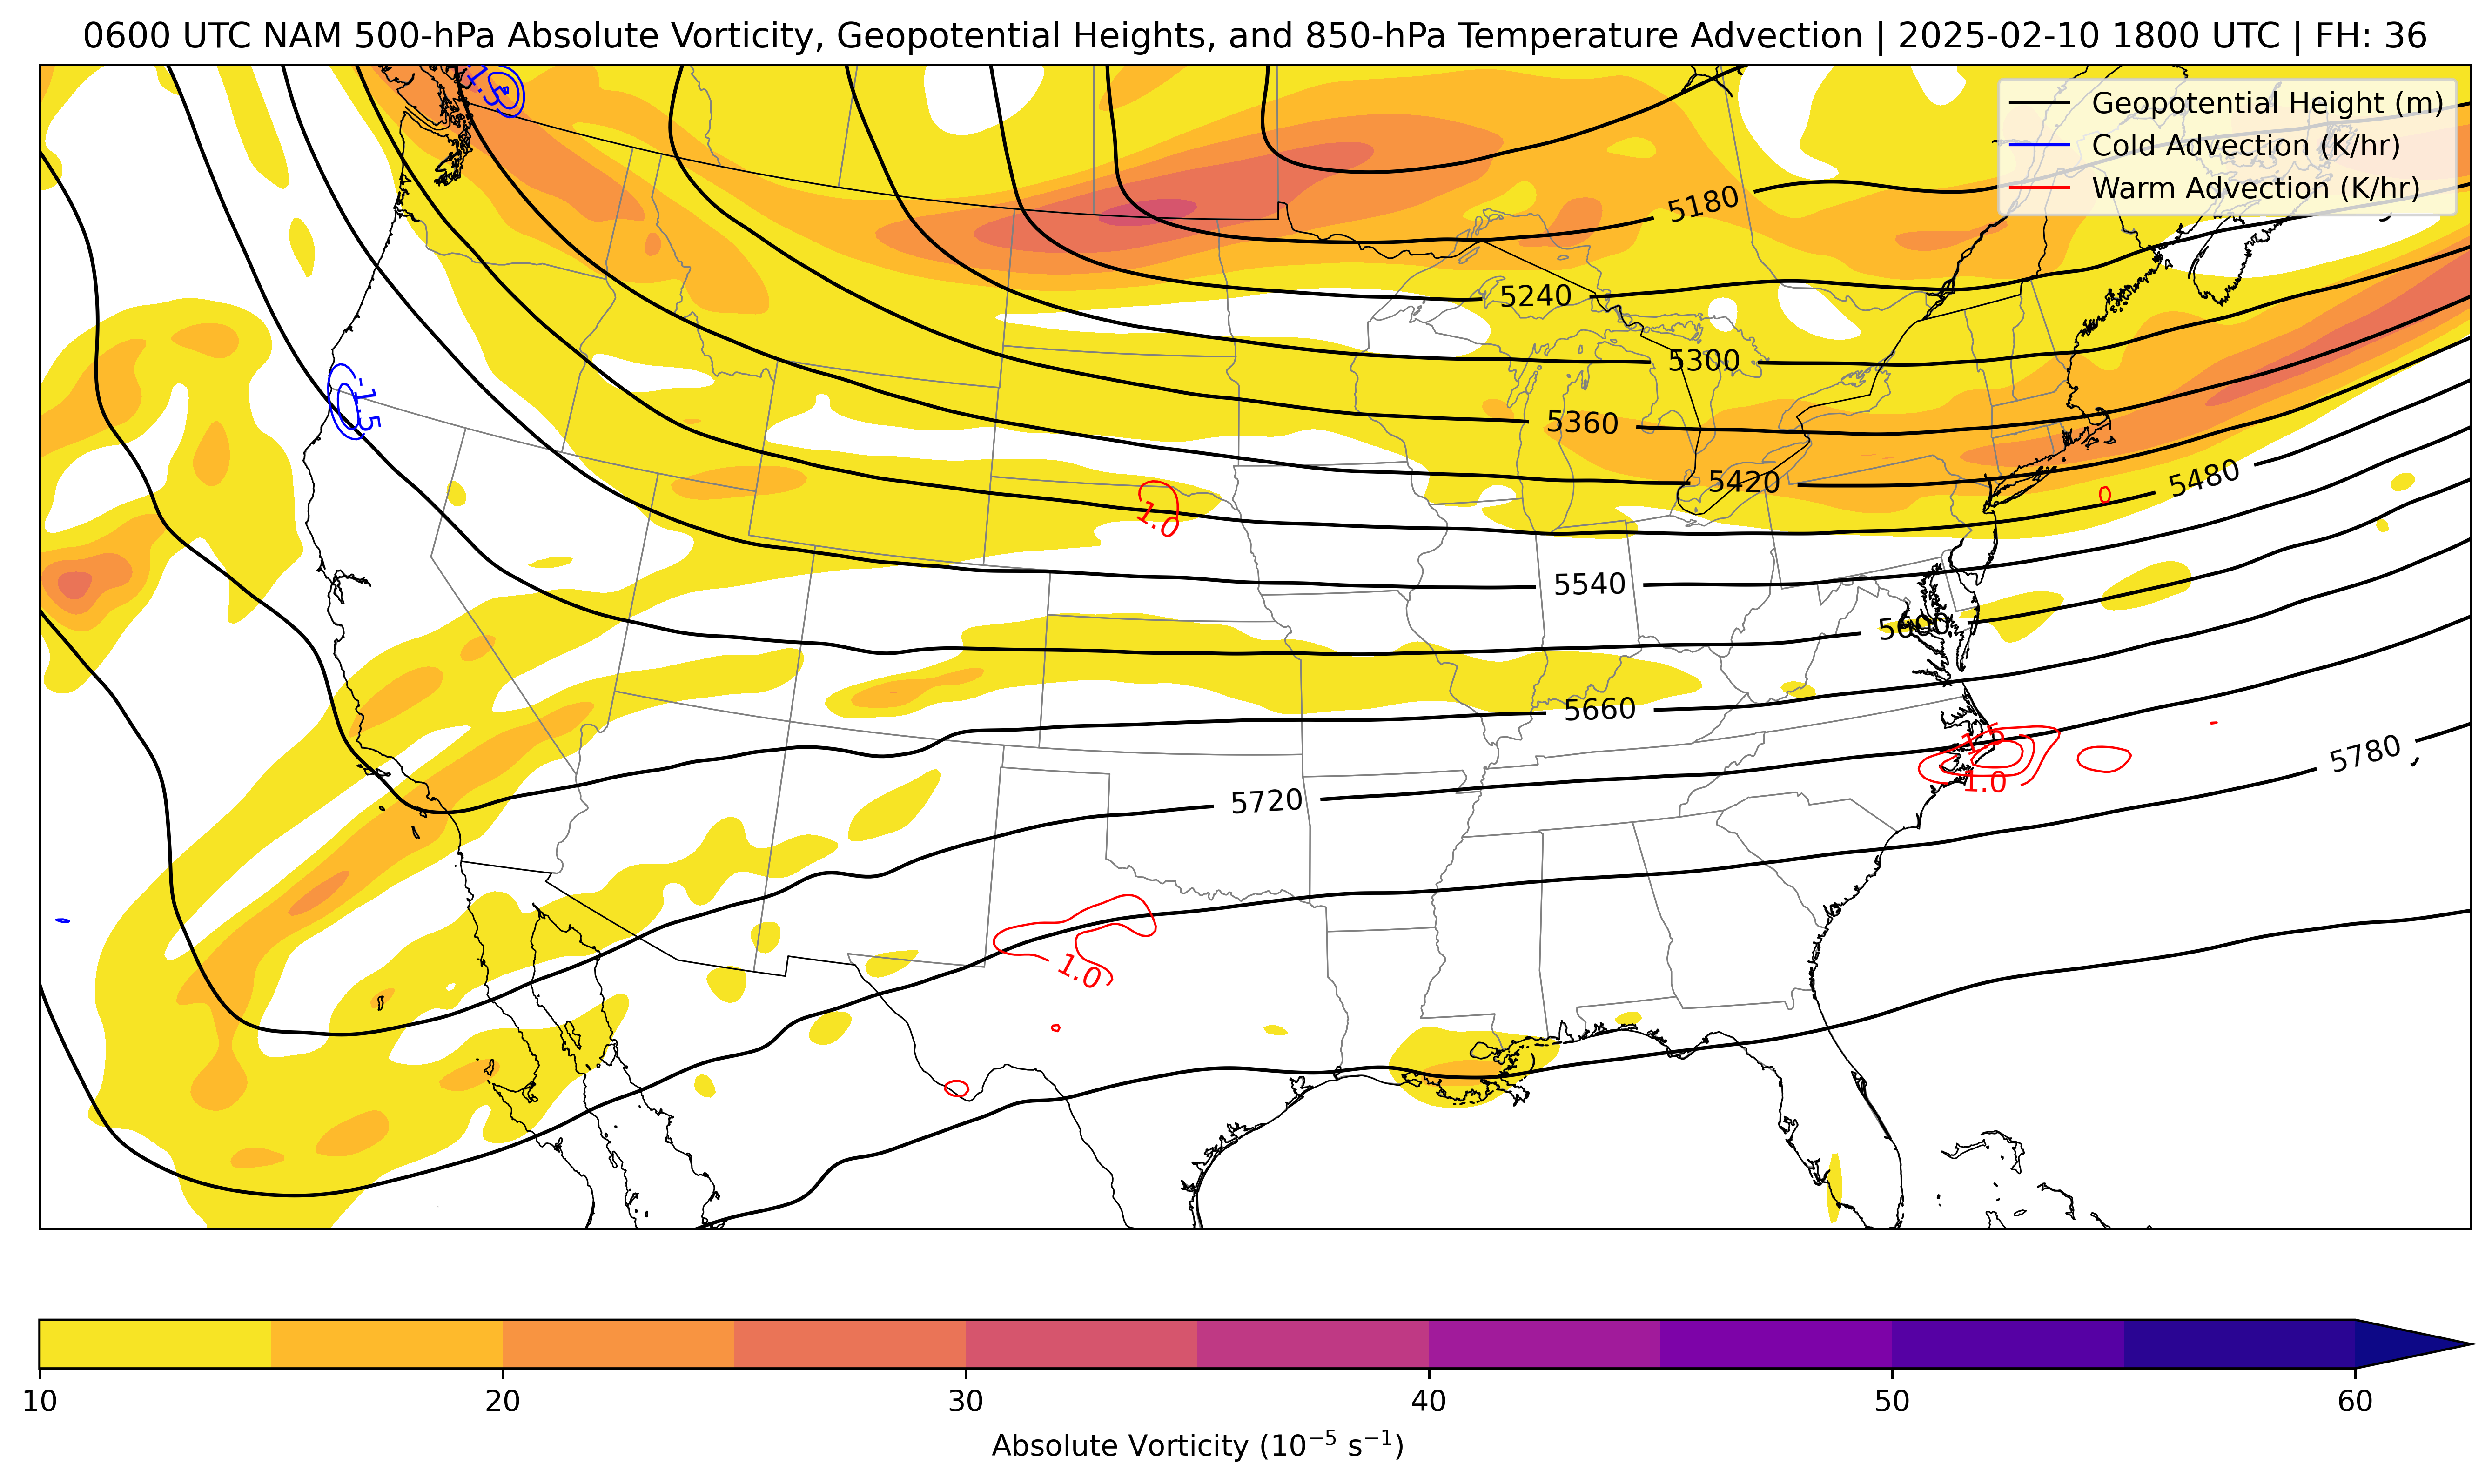 0600 UTC NAM 500-hPa Absolute Vorticity, Geopotential Heights, and 850-hPa Temperature Advection | 2025-02-10 1800 UTC | FH: 36
-1.5
Geopotential Height (m)
Cold Advection (K/hr)
Warm Advection (K/hr)
5180
5240
5300
-1.5
5360
5420
5480
1.0
5540
5600
5660
1.5
5780
1.0
5720
1.0
10 20 30 40 50 60
Absolute Vorticity (10⁻⁵ s⁻¹)